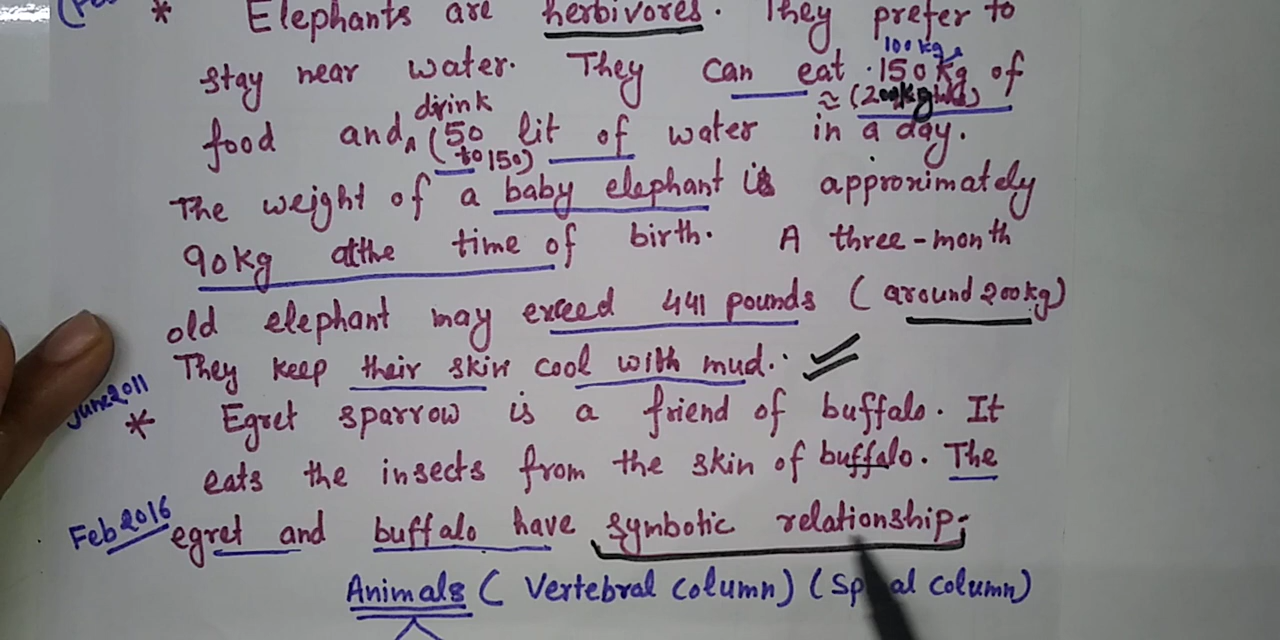 * Elephants are herbivores. They prefer to
stay near water. They can eat 150 Kg of
100 kg
≈ (200kg
drink
food and (50 lit of water in a day.
to 150)
The weight of a baby elephant is approximately
90Kg at the time of birth. A three-month
old elephant may exceed 441 pounds (around 200kg)
They keep their skin cool with mud.
June 2011
* Egret sparrow is a friend of buffalo. It
eats the insects from the skin of buffalo. The
Feb 2016
egret and buffalo have symbotic relationship.
Animals ( Vertebral column) ( column)